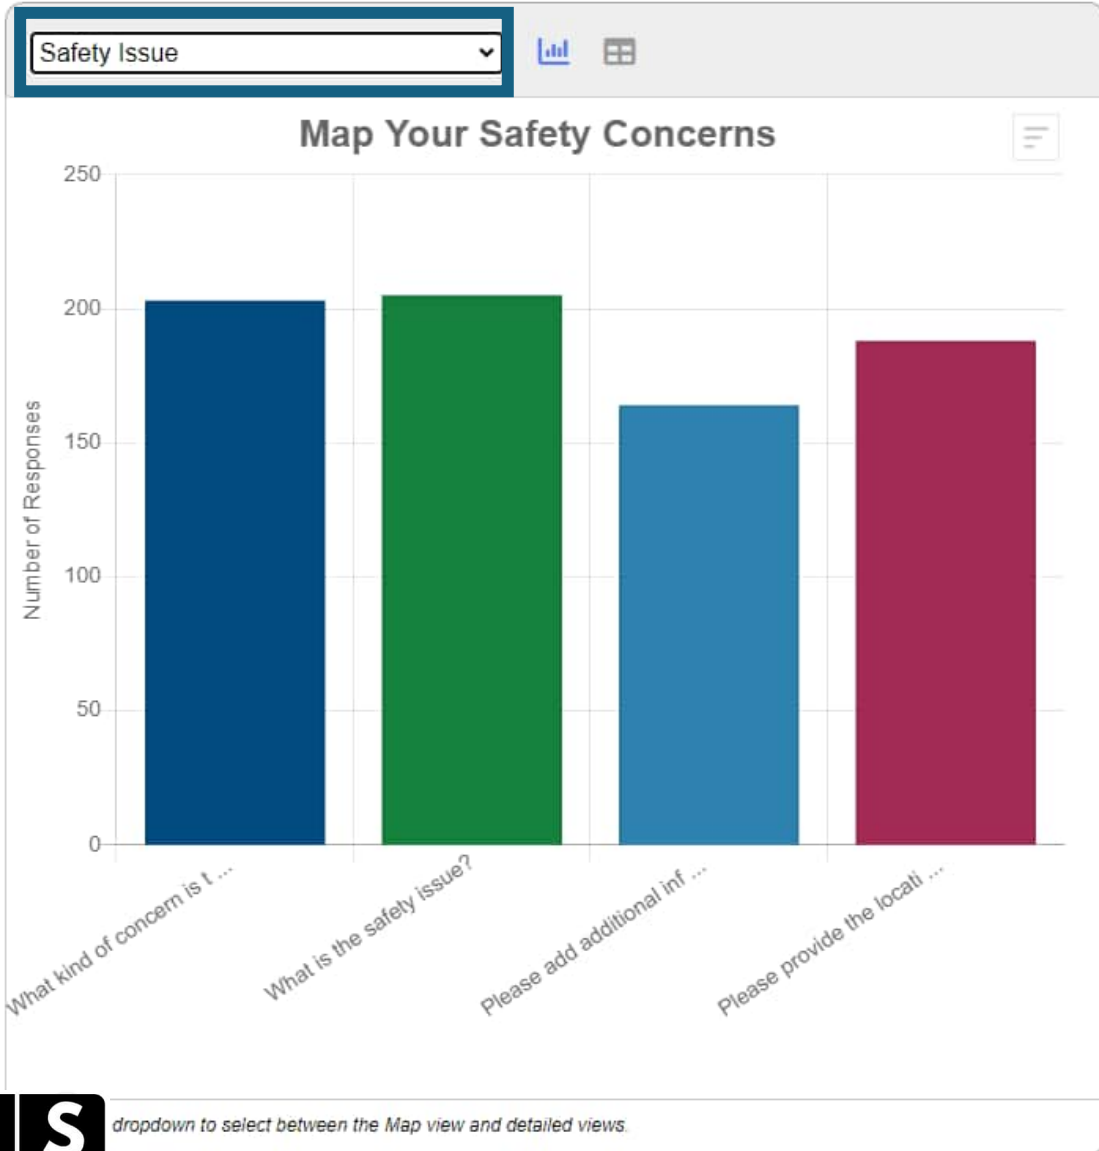 Safety Issue
Map Your Safety Concerns
250
200
150
100
50
0
Number of Responses
What kind of concern is t ...
What is the safety issue?
Please add additional inf ...
Please provide the locati ...
S
dropdown to select between the Map view and detailed views.